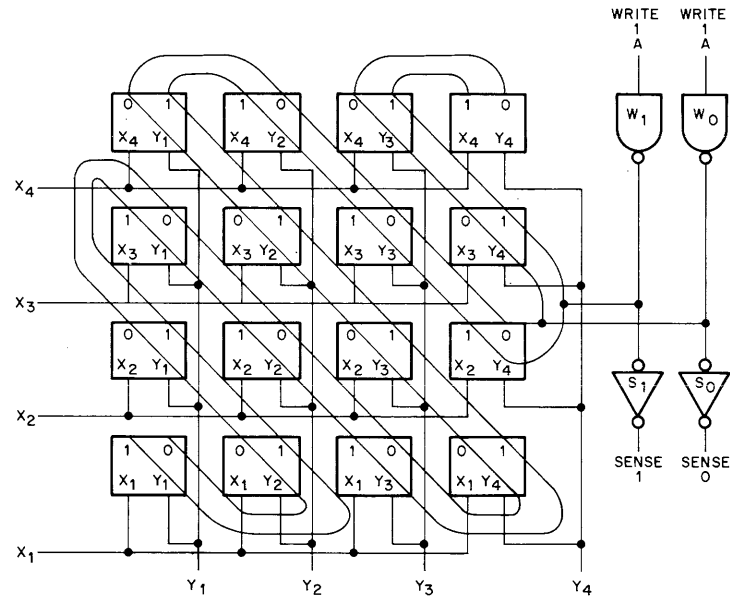 WRITE WRITE
1 1
A A
0 1 1 0 0 1 1 0
W₁ W₀
X₄ Y₁ X₄ Y₂ X₄ Y₃ X₄ Y₄
X₄
1 0 0 1 1 0 0 1
X₃ Y₁ X₃ Y₂ X₃ Y₃ X₃ Y₄
X₃
0 1 1 0 0 1 1 0
X₂ Y₁ X₂ Y₂ X₂ Y₃ X₂ Y₄
S₁ S₀
X₂
1 0 0 1 1 0 0 1
SENSE SENSE
1 0
X₁ Y₁ X₁ Y₂ X₁ Y₃ X₁ Y₄
X₁
Y₁ Y₂ Y₃ Y₄